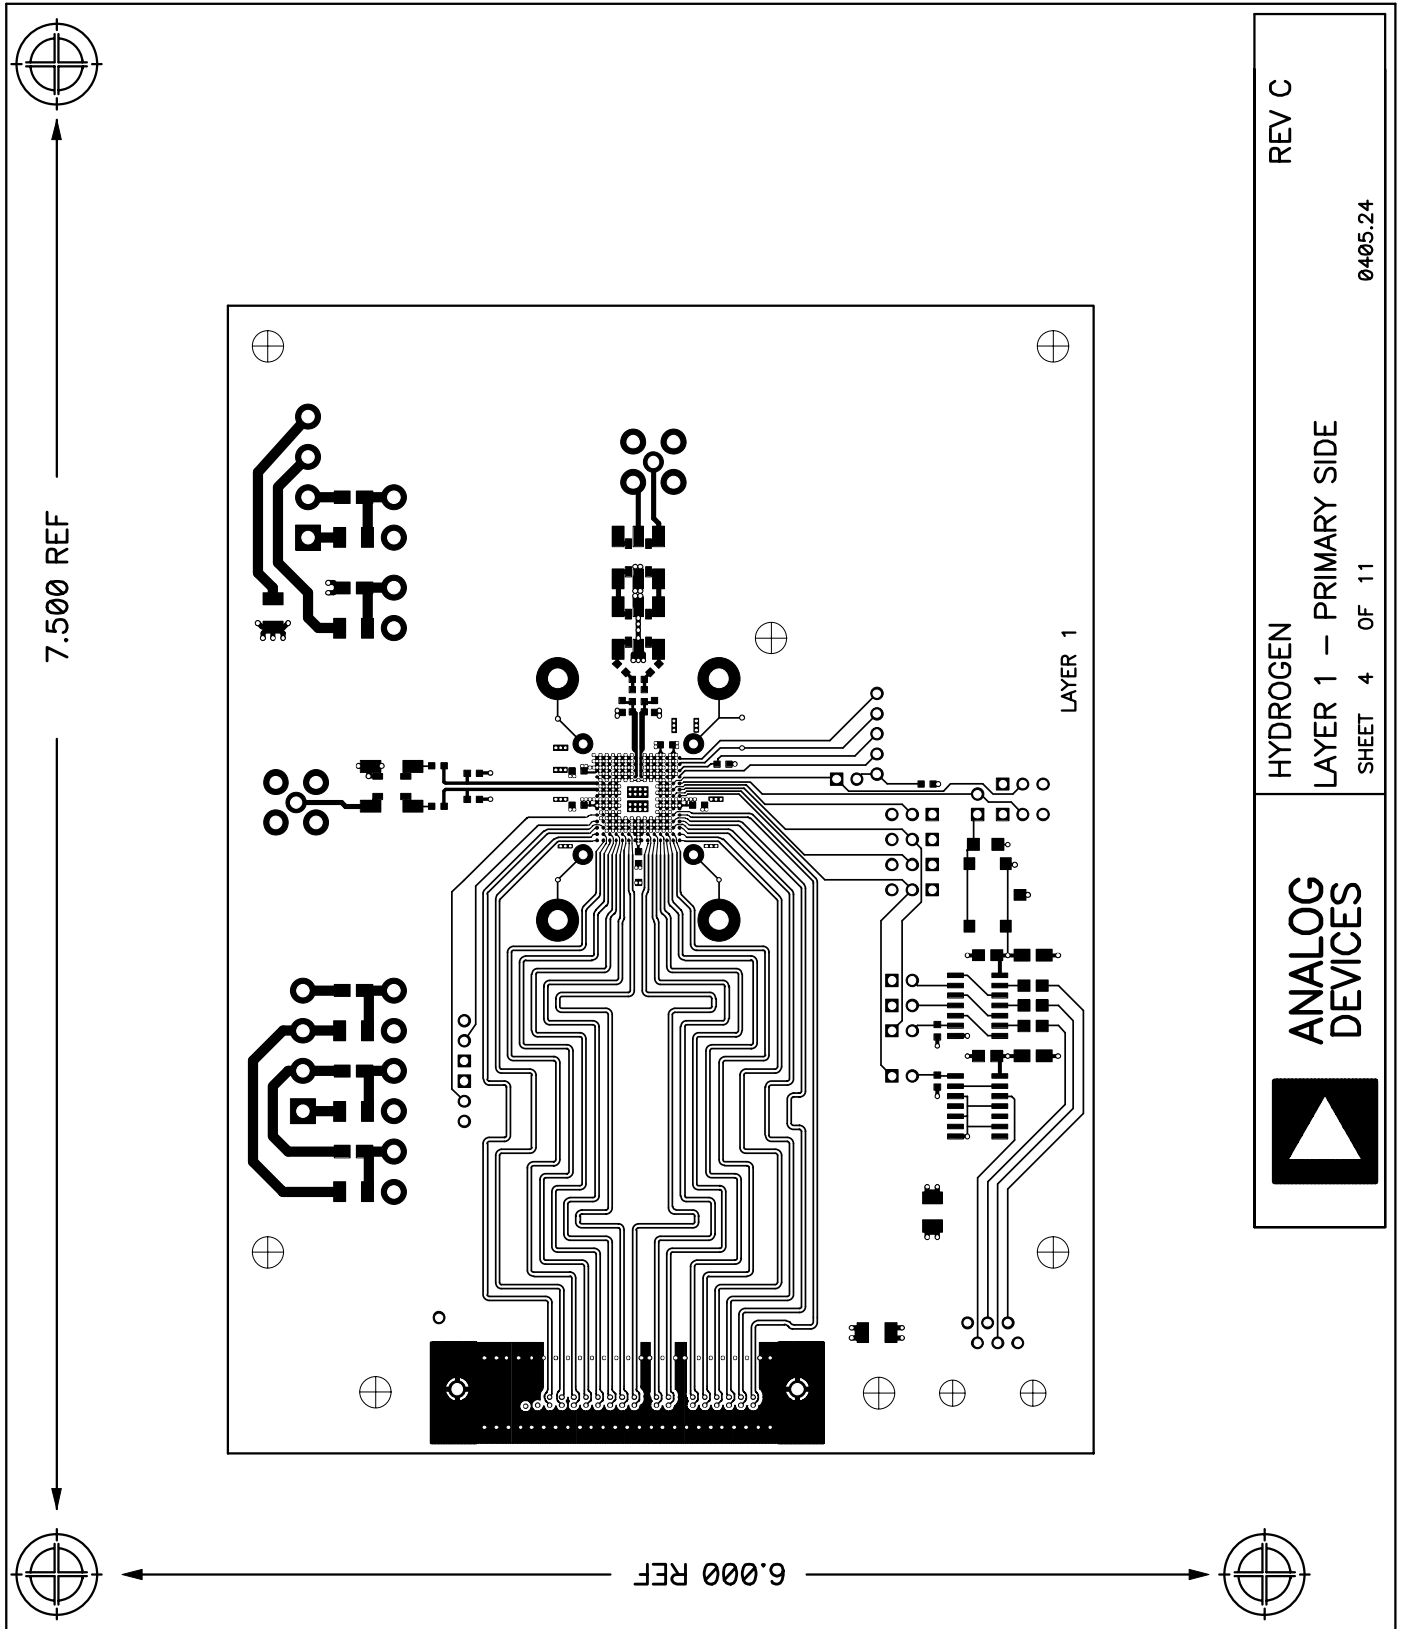 7.500 REF
6.000 REF
LAYER 1
HYDROGEN
REV C
LAYER 1 - PRIMARY SIDE
SHEET 4 OF 11
0405.24
ANALOG
DEVICES